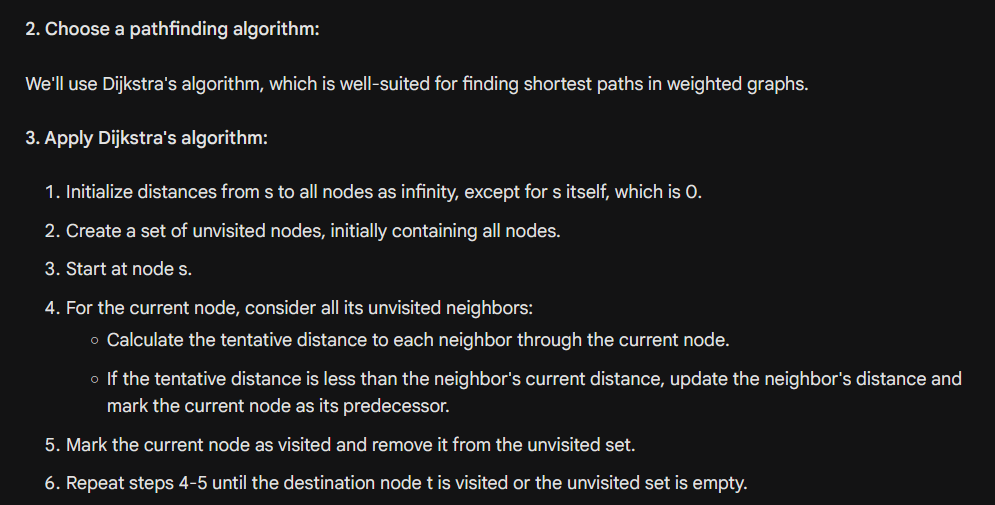 2. Choose a pathfinding algorithm:
We'll use Dijkstra's algorithm, which is well-suited for finding shortest paths in weighted graphs.
3. Apply Dijkstra's algorithm:
1. Initialize distances from s to all nodes as infinity, except for s itself, which is 0.
2. Create a set of unvisited nodes, initially containing all nodes.
3. Start at node s.
4. For the current node, consider all its unvisited neighbors:
○ Calculate the tentative distance to each neighbor through the current node.
○ If the tentative distance is less than the neighbor's current distance, update the neighbor's distance and
mark the current node as its predecessor.
5. Mark the current node as visited and remove it from the unvisited set.
6. Repeat steps 4-5 until the destination node t is visited or the unvisited set is empty.